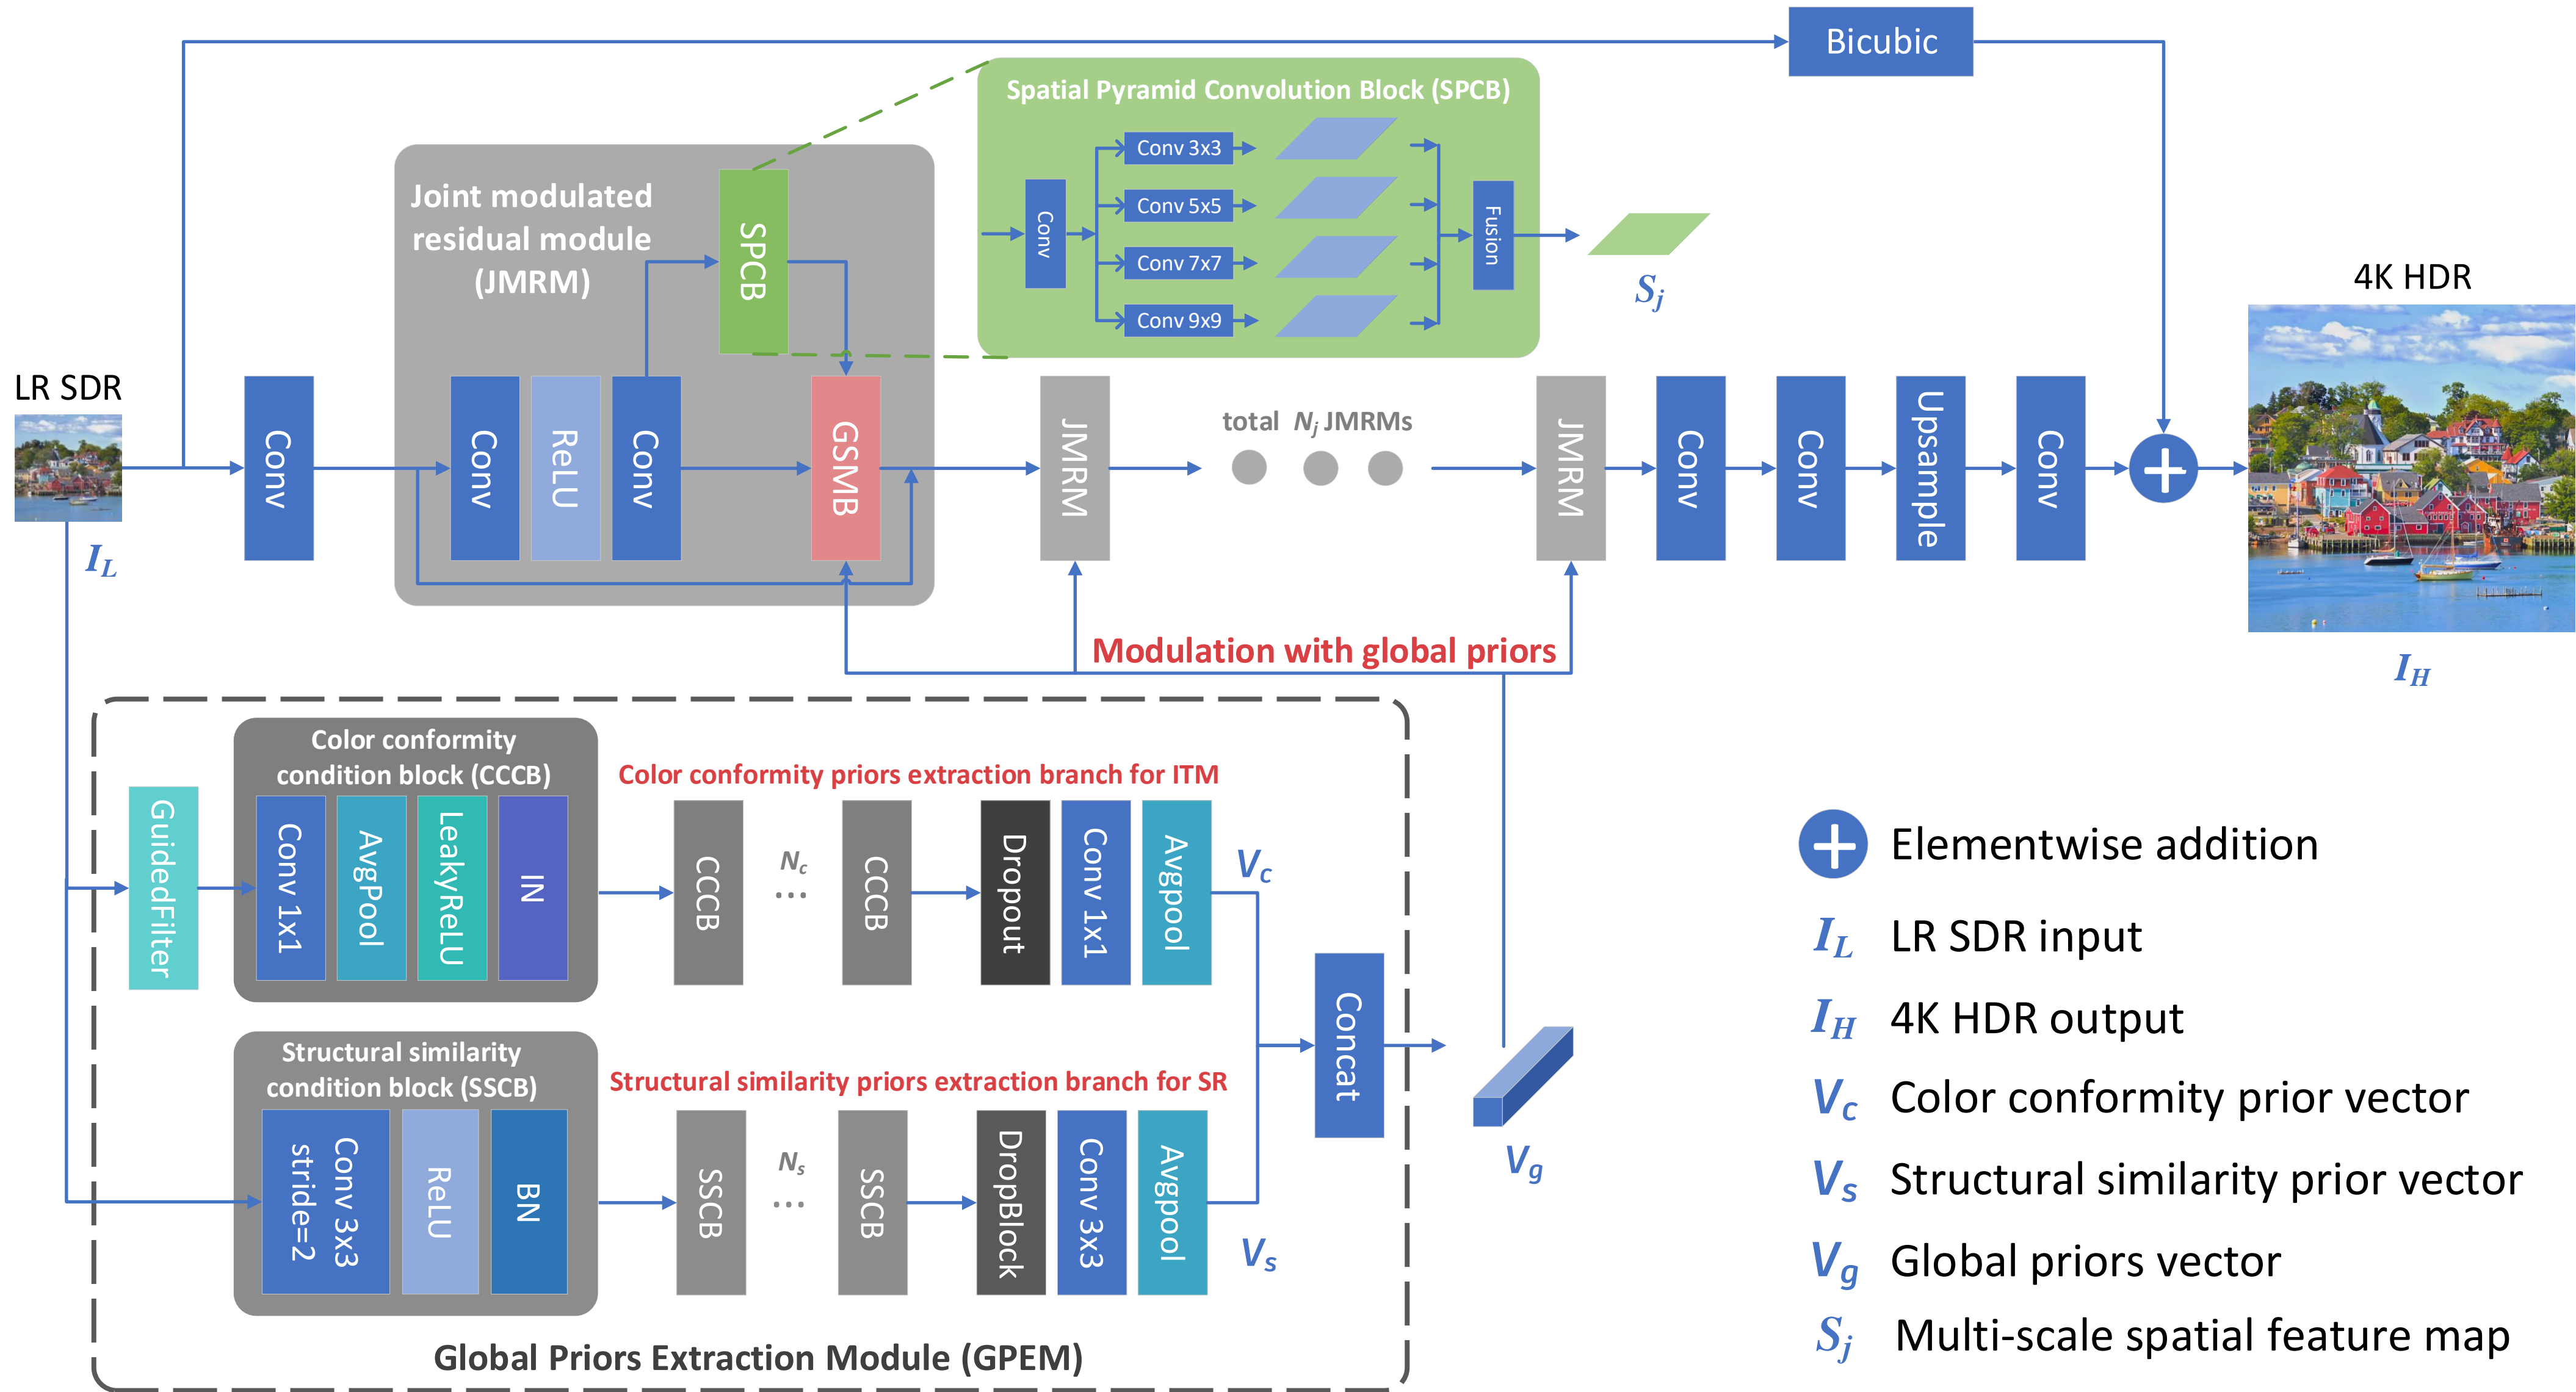 Bicubic
Spatial Pyramid Convolution Block (SPCB)
Conv
Conv 3x3
Conv 5x5
Conv 7x7
Conv 9x9
Fusion
Sj
Joint modulated
residual module
(JMRM)
SPCB
LR SDR
IL
Conv
Conv
ReLU
Conv
GSMB
JMRM
total Nj JMRMs
JMRM
Conv
Conv
Upsample
Conv
4K HDR
IH
Modulation with global priors
Color conformity
condition block (CCCB)
GuidedFilter
Conv 1x1
AvgPool
LeakyReLU
IN
Color conformity priors extraction branch for ITM
CCCB
Nc
...
CCCB
Dropout
Conv 1x1
Avgpool
Vc
Structural similarity
condition block (SSCB)
Conv 3x3
stride=2
ReLU
BN
Structural similarity priors extraction branch for SR
SSCB
Ns
...
SSCB
DropBlock
Conv 3x3
Avgpool
Vs
Concat
Vg
Global Priors Extraction Module (GPEM)
+ Elementwise addition
IL LR SDR input
IH 4K HDR output
Vc Color conformity prior vector
Vs Structural similarity prior vector
Vg Global priors vector
Sj Multi-scale spatial feature map